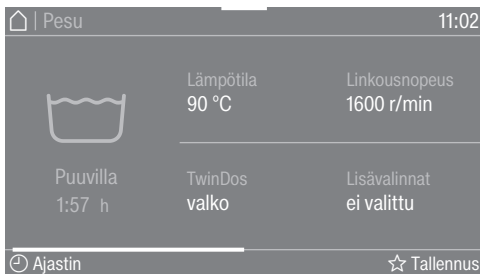 | Pesu 11:02
Lämpötila Linkousnopeus
90 °C 1600 r/min
Puuvilla TwinDos Lisävalinnat
1:57 h valko ei valittu
Ajastin Tallennus